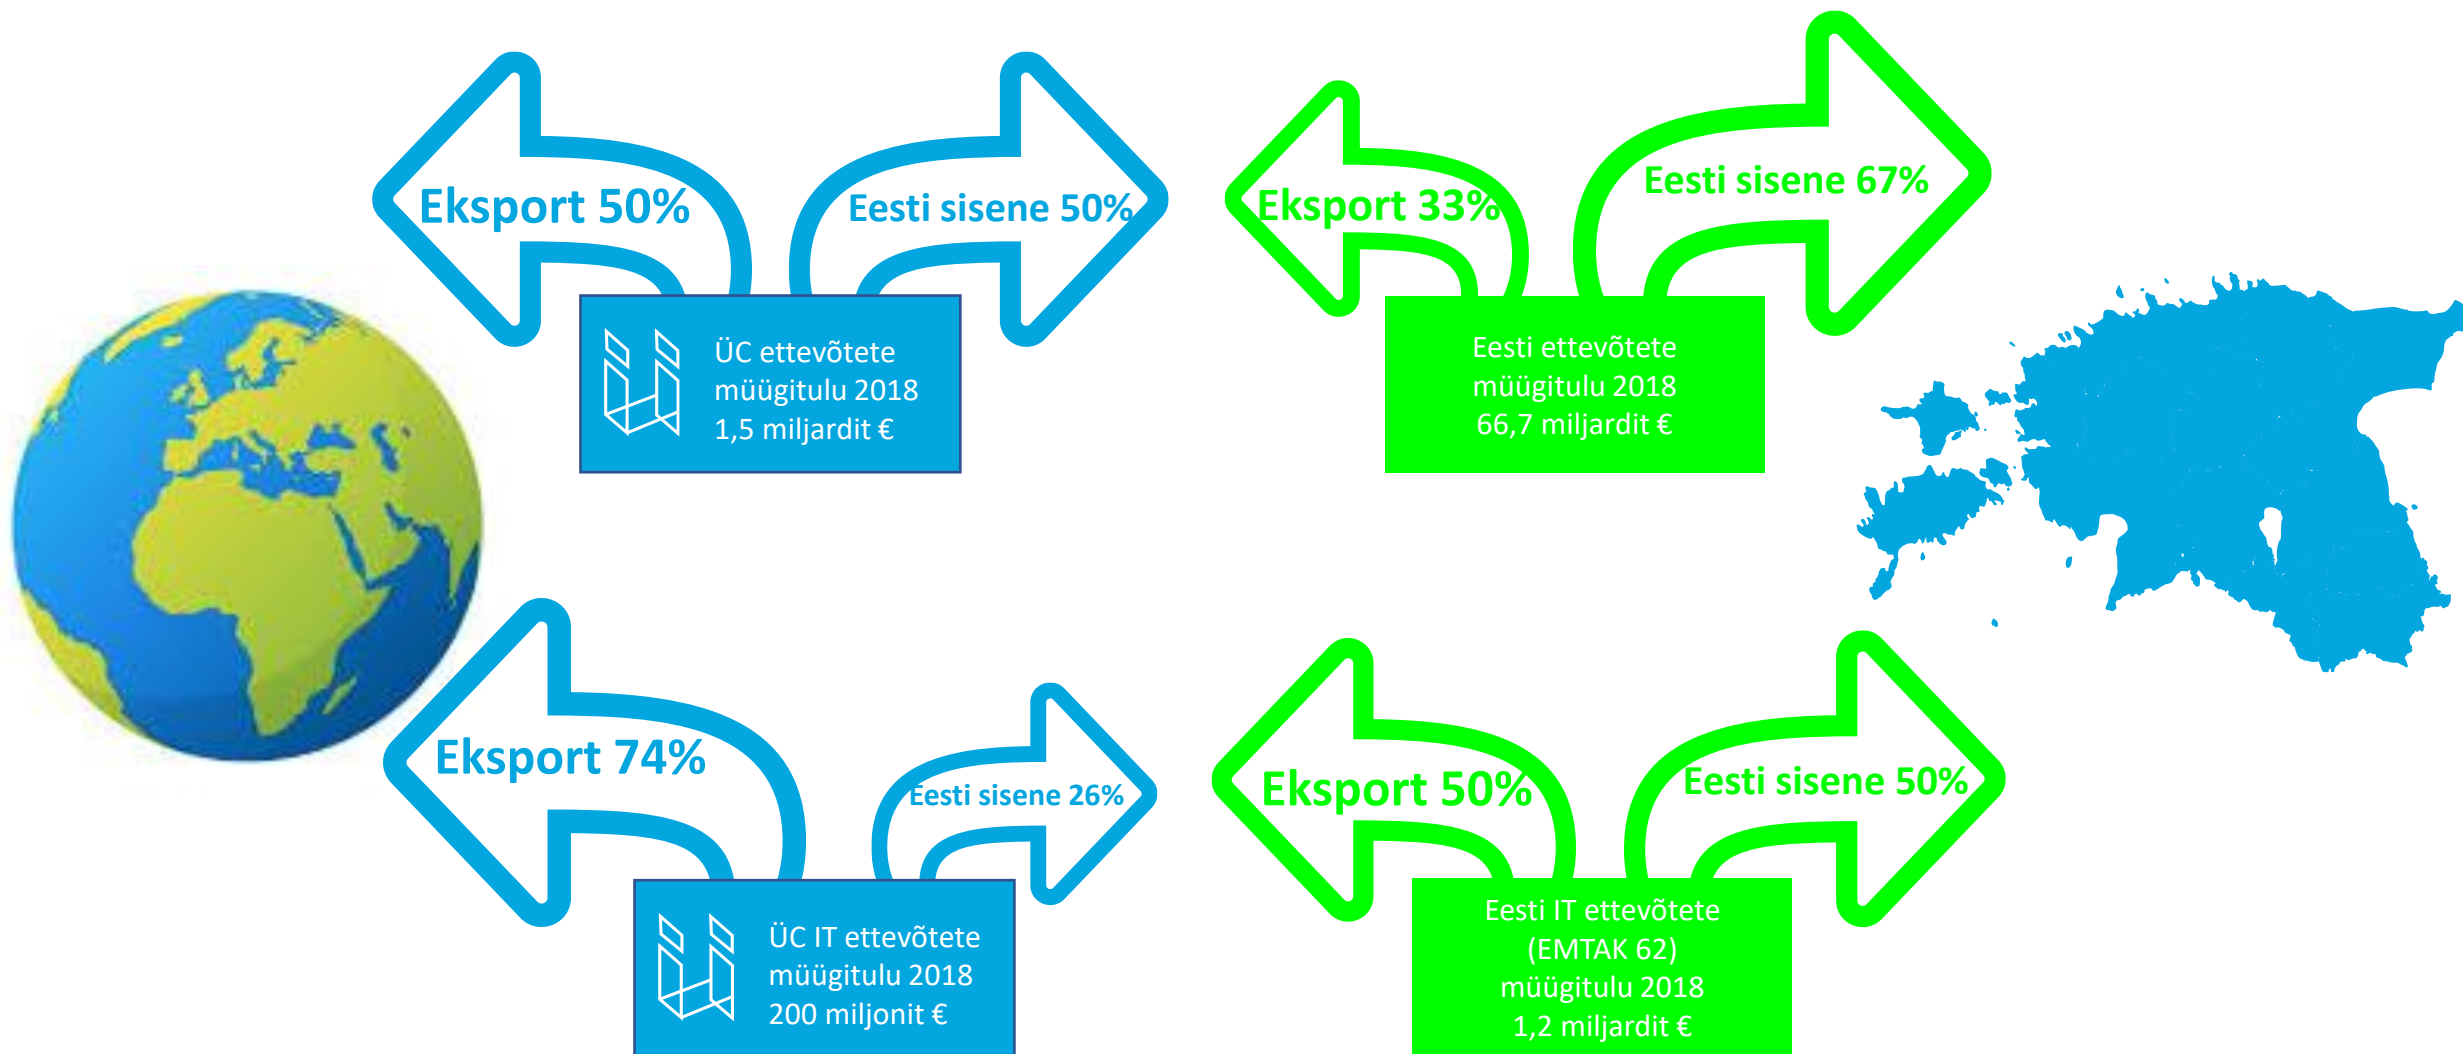 Eksport 50%
Eesti sisene 50%
ÜC ettevõtete
müügitulu 2018
1,5 miljardit €
Eksport 33%
Eesti sisene 67%
Eesti ettevõtete
müügitulu 2018
66,7 miljardit €
Eksport 74%
Eesti sisene 26%
ÜC IT ettevõtete
müügitulu 2018
200 miljonit €
Eksport 50%
Eesti sisene 50%
Eesti IT ettevõtete
(EMTAK 62)
müügitulu 2018
1,2 miljardit €